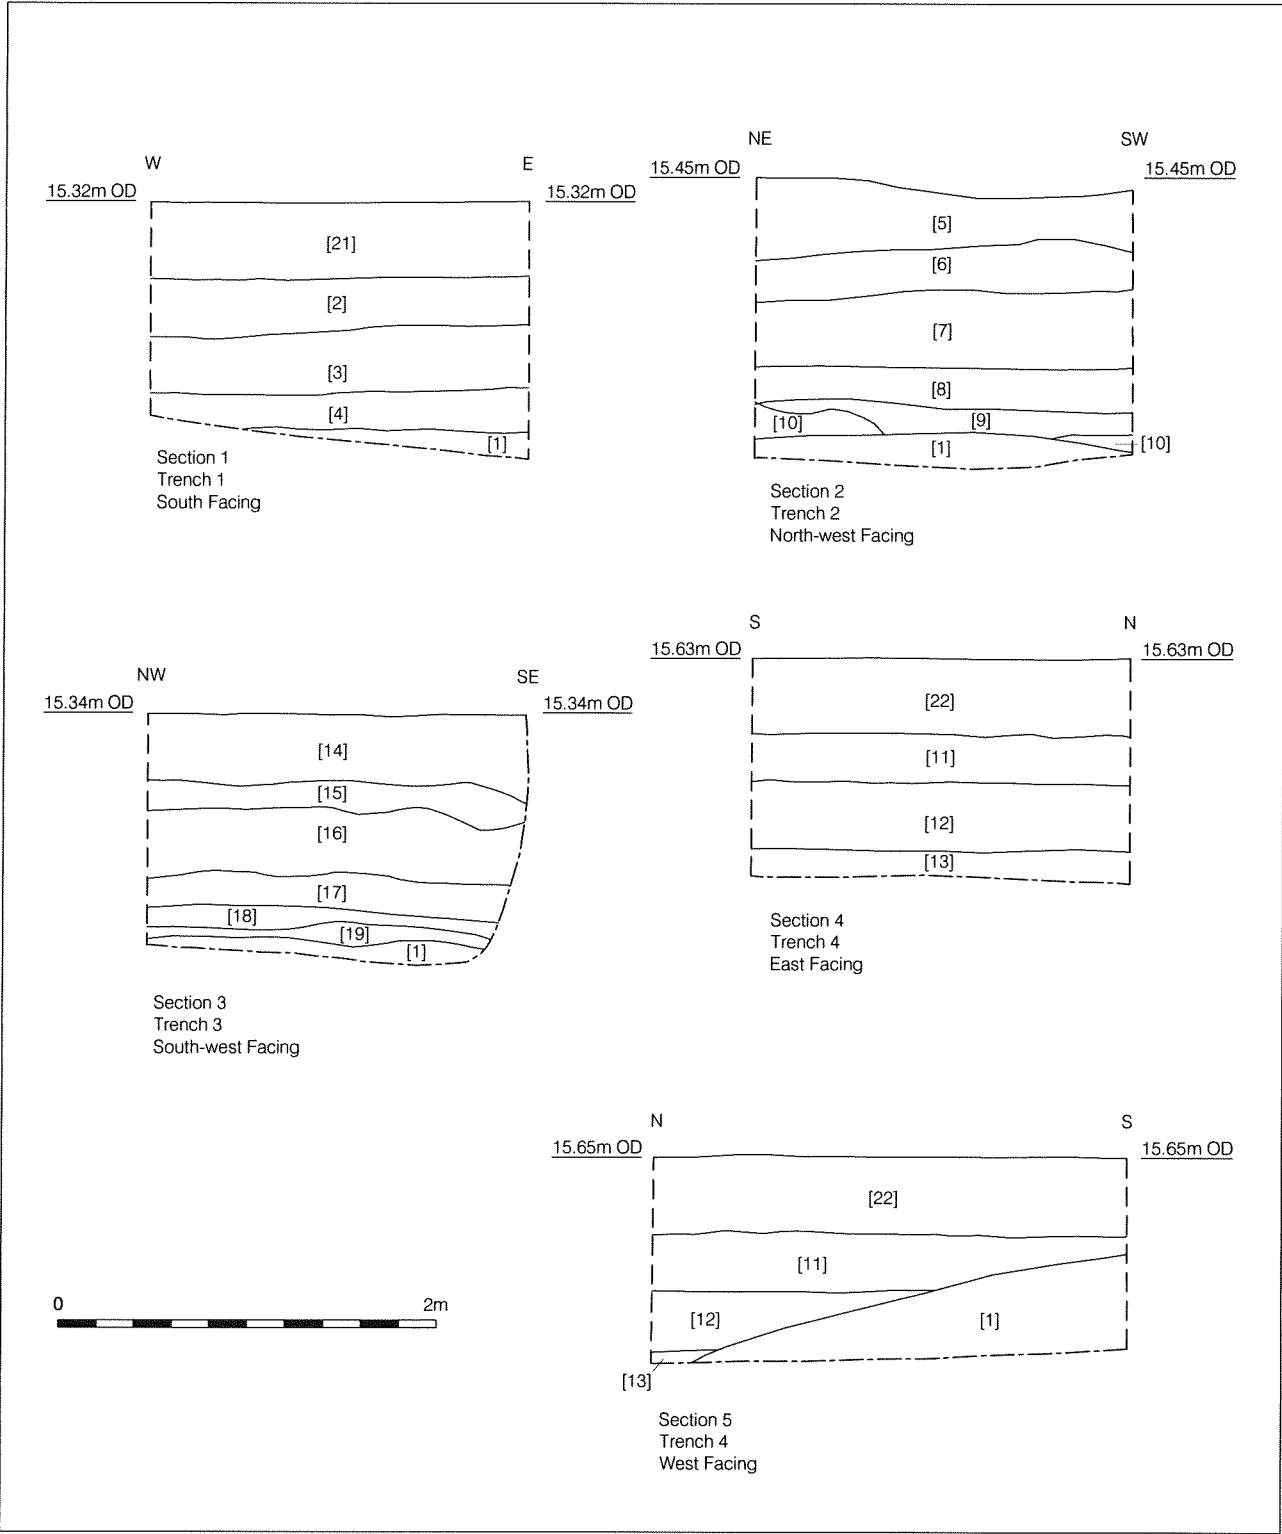 W E
15.32m OD 15.32m OD
[21]
[2]
[3]
[4]
[1]
Section 1
Trench 1
South Facing
NE SW
15.45m OD 15.45m OD
[5]
[6]
[7]
[8]
[10] [9]
[1] [10]
Section 2
Trench 2
North-west Facing
NW SE
15.34m OD 15.34m OD
[14]
[15]
[16]
[17]
[18]
[19]
[1]
Section 3
Trench 3
South-west Facing
S N
15.63m OD 15.63m OD
[22]
[11]
[12]
[13]
Section 4
Trench 4
East Facing
N S
15.65m OD 15.65m OD
[22]
[11]
[12] [1]
[13]
Section 5
Trench 4
West Facing
0 2m